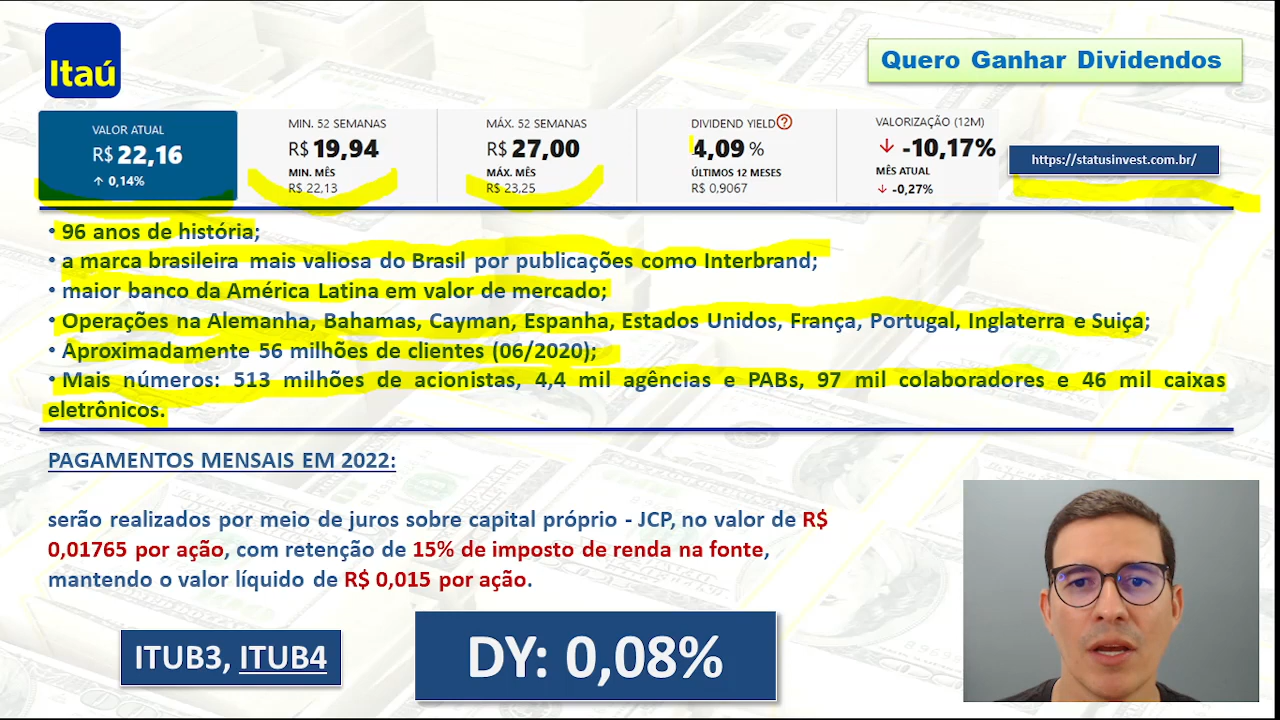 Itaú
Quero Ganhar Dividendos
VALOR ATUAL
R$ 22,16
↑ 0,14%
MIN. 52 SEMANAS
R$ 19,94
MIN. MÊS
R$ 22,13
MÁX. 52 SEMANAS
R$ 27,00
MÁX. MÊS
R$ 23,25
DIVIDEND YIELD?
4,09 %
ÚLTIMOS 12 MESES
R$ 0,9067
VALORIZAÇÃO (12M)
↓ -10,17%
MÊS ATUAL
↓ -0,27%
https://statusinvest.com.br/
• 96 anos de história;
• a marca brasileira mais valiosa do Brasil por publicações como Interbrand;
• maior banco da América Latina em valor de mercado;
• Operações na Alemanha, Bahamas, Cayman, Espanha, Estados Unidos, França, Portugal, Inglaterra e Suiça;
• Aproximadamente 56 milhões de clientes (06/2020);
• Mais números: 513 milhões de acionistas, 4,4 mil agências e PABs, 97 mil colaboradores e 46 mil caixas
eletrônicos.
PAGAMENTOS MENSAIS EM 2022:
serão realizados por meio de juros sobre capital próprio - JCP, no valor de R$
0,01765 por ação, com retenção de 15% de imposto de renda na fonte,
mantendo o valor líquido de R$ 0,015 por ação.
ITUB3, ITUB4
DY: 0,08%